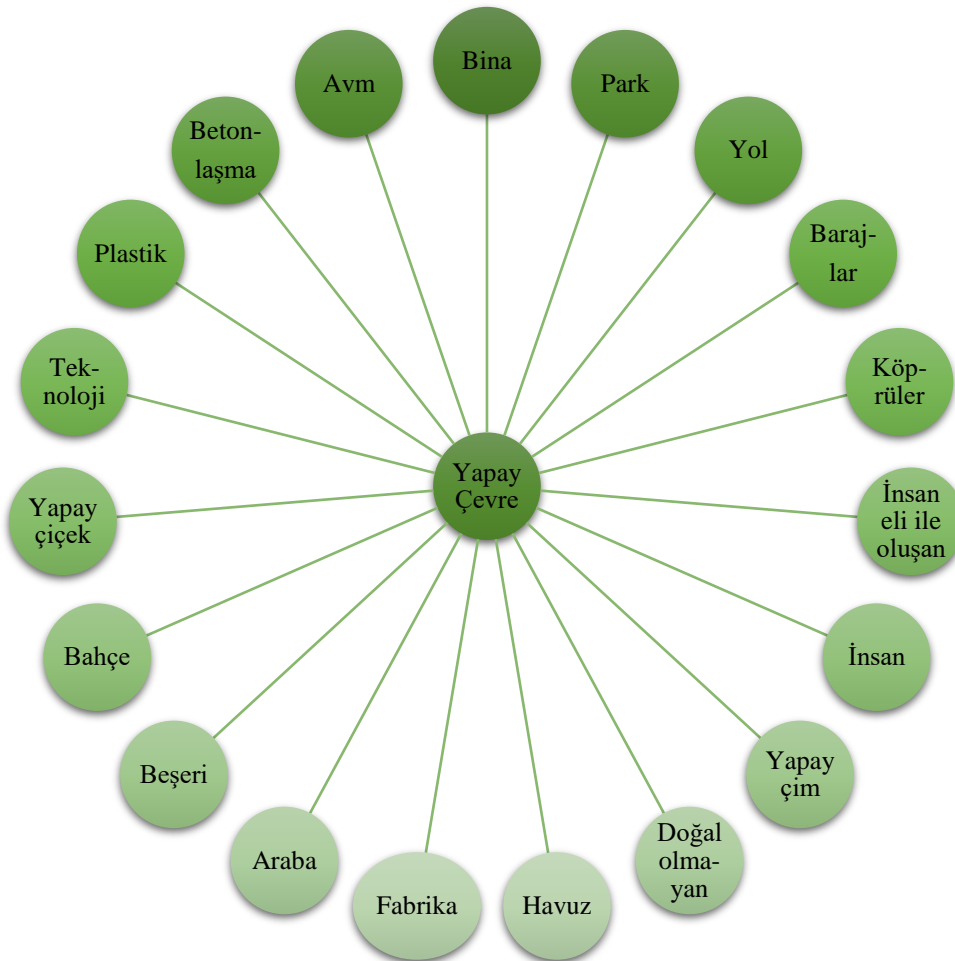 Bina
Park
Yol
Baraj-
lar
Köp-
rüler
İnsan
eli ile
oluşan
İnsan
Yapay
çim
Doğal
olma-
yan
Havuz
Fabrika
Araba
Beşeri
Bahçe
Yapay
çiçek
Tek-
noloji
Plastik
Beton-
laşma
Avm
Yapay
Çevre